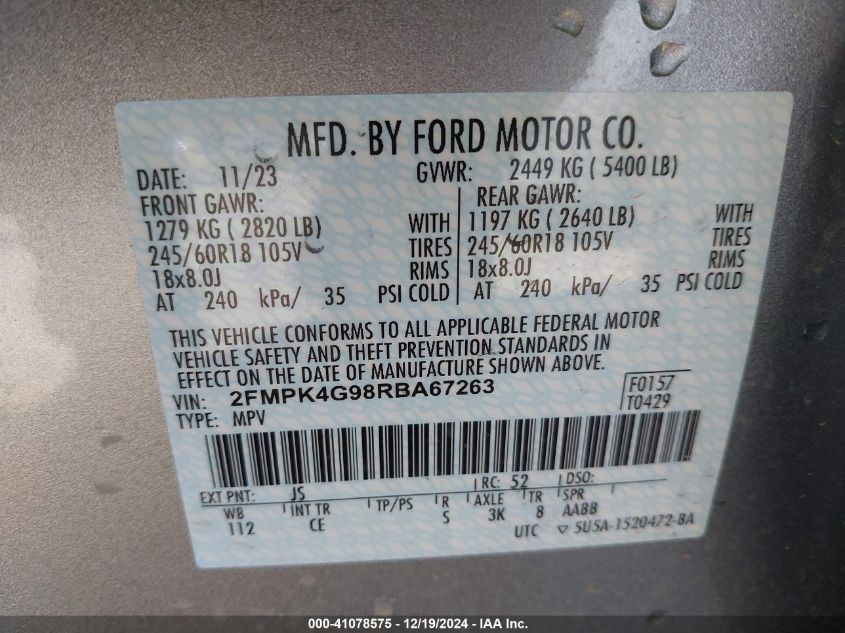 MFD. BY FORD MOTOR CO.
DATE: 11/23 GVWR: 2449 KG ( 5400 LB)
FRONT GAWR: REAR GAWR:
1279 KG ( 2820 LB) WITH 1197 KG ( 2640 LB) WITH
245/60R18 105V TIRES 245/60R18 105V TIRES
18x8.0J RIMS 18x8.0J RIMS
AT 240 kPa/ 35 PSI COLD AT 240 kPa/ 35 PSI COLD
THIS VEHICLE CONFORMS TO ALL APPLICABLE FEDERAL MOTOR
VEHICLE SAFETY AND THEFT PREVENTION STANDARDS IN
EFFECT ON THE DATE OF MANUFACTURE SHOWN ABOVE.
VIN: 2FMPK4G98RBA67263 F0157
TYPE: MPV T0429
EXT PNT: JS RC: 52 DSO:
WB INT TR TP/PS R AXLE TR SPR
112 CE S 3K 8 AABB
UTC ▽ 5U5A-1520472-BA
000-41078575 - 12/19/2024 - IAA Inc.